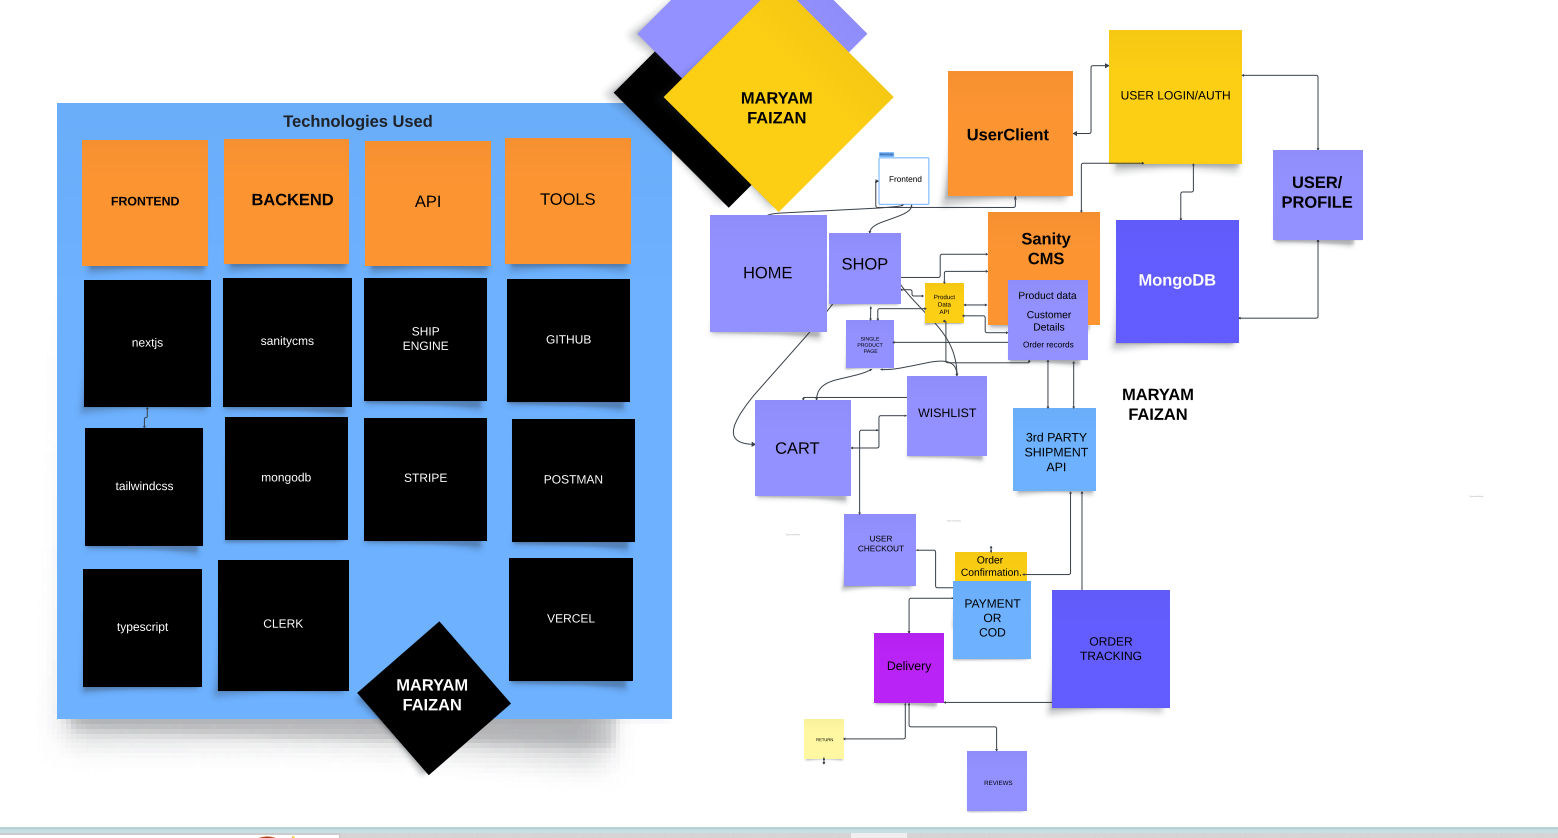 MARYAM
FAIZAN
Technologies Used
FRONTEND
BACKEND
API
TOOLS
nextjs
sanitycms
SHIP
ENGINE
GITHUB
tailwindcss
mongodb
STRIPE
POSTMAN
typescript
CLERK
VERCEL
MARYAM
FAIZAN
USER LOGIN/AUTH
UserClient
Frontend
USER/
PROFILE
HOME
SHOP
Sanity
CMS
MongoDB
Product
Data
API
Product data
Customer
Details
Order records
SINGLE
PRODUCT
PAGE
WISHLIST
MARYAM
FAIZAN
CART
3rd PARTY
SHIPMENT
API
USER
CHECKOUT
Order
Confirmation.
PAYMENT
OR
COD
ORDER
TRACKING
Delivery
RETURN
REVIEWS